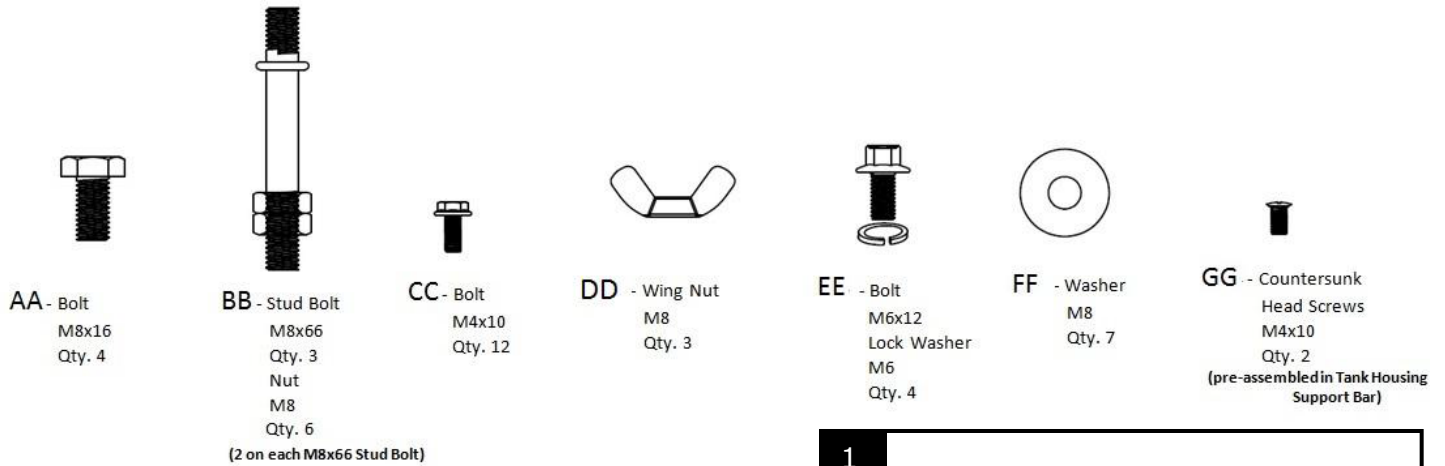 AA - Bolt
M8x16
Qty. 4
BB - Stud Bolt
M8x66
Qty. 3
Nut
M8
Qty. 6
(2 on each M8x66 Stud Bolt)
CC - Bolt
M4x10
Qty. 12
DD - Wing Nut
M8
Qty. 3
EE - Bolt
M6x12
Lock Washer
M6
Qty. 4
FF - Washer
M8
Qty. 7
GG - Countersunk
Head Screws
M4x10
Qty. 2
(pre-assembled in Tank Housing
Support Bar)
1